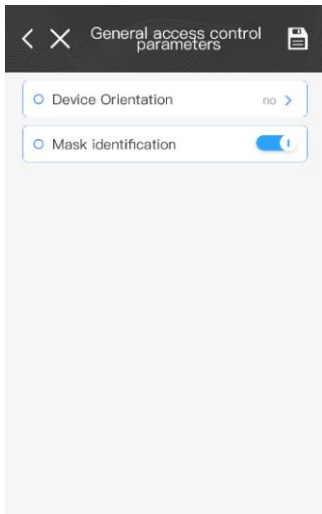 General access control
parameters
Device Orientation no
Mask identification